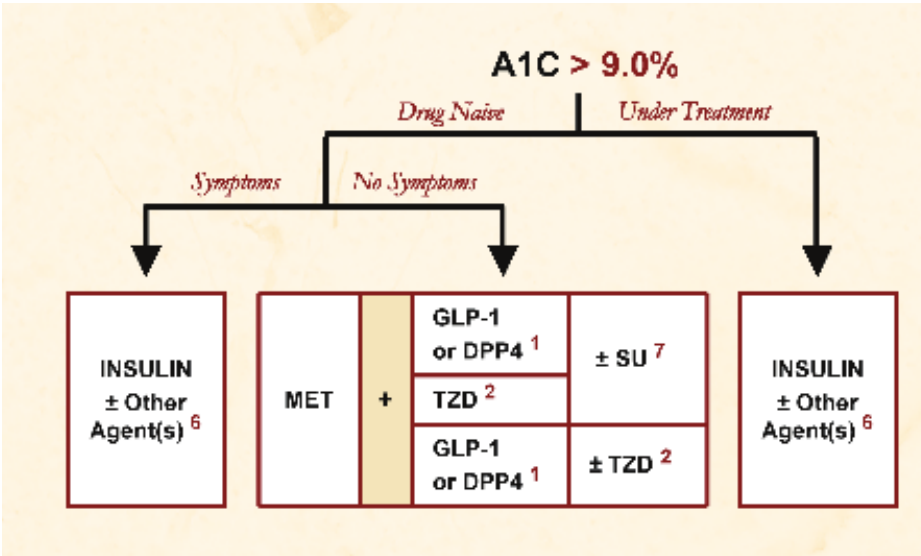 A1C > 9.0%
Drug Naive
Under Treatment
Symptoms
No Symptoms
INSULIN
± Other
Agent(s) 6
MET
+
GLP-1
or DPP4 1
TZD 2
GLP-1
or DPP4 1
± SU 7
± TZD 2
INSULIN
± Other
Agent(s) 6